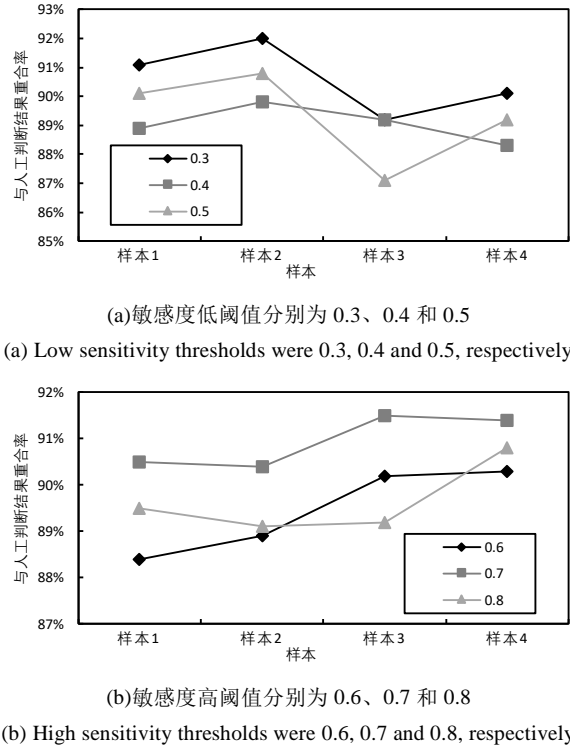 93%
92%
91%
90%
89%
88%
87%
86%
85%
与人工判断结果重合率
0.3
0.4
0.5
样本1 样本2 样本3 样本4
样本
(a)敏感度低阈值分别为 0.3、0.4 和 0.5
(a) Low sensitivity thresholds were 0.3, 0.4 and 0.5, respectively
92%
91%
90%
89%
88%
87%
与人工判断结果重合率
0.6
0.7
0.8
样本1 样本2 样本3 样本4
样本
(b)敏感度高阈值分别为 0.6、0.7 和 0.8
(b) High sensitivity thresholds were 0.6, 0.7 and 0.8, respectively